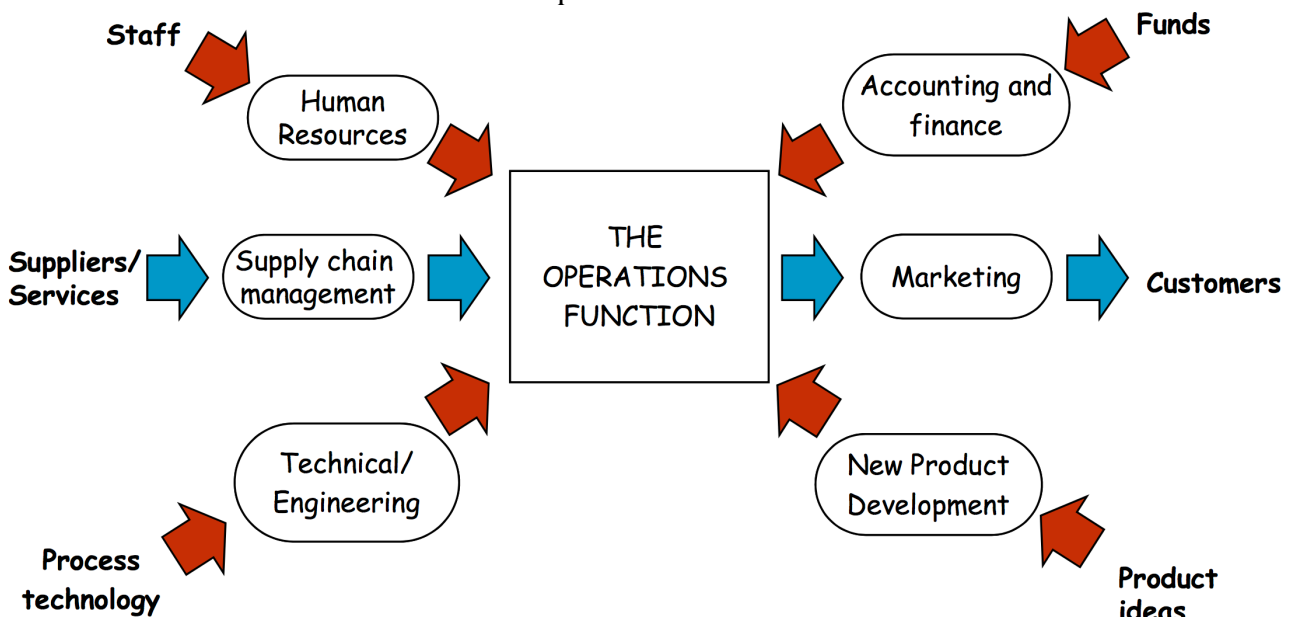 Staff
Funds
Human
Resources
Accounting and
finance
THE
OPERATIONS
FUNCTION
Suppliers/
Services
Supply chain
management
Marketing
Customers
Technical/
Engineering
New Product
Development
Process
technology
Product
ideas